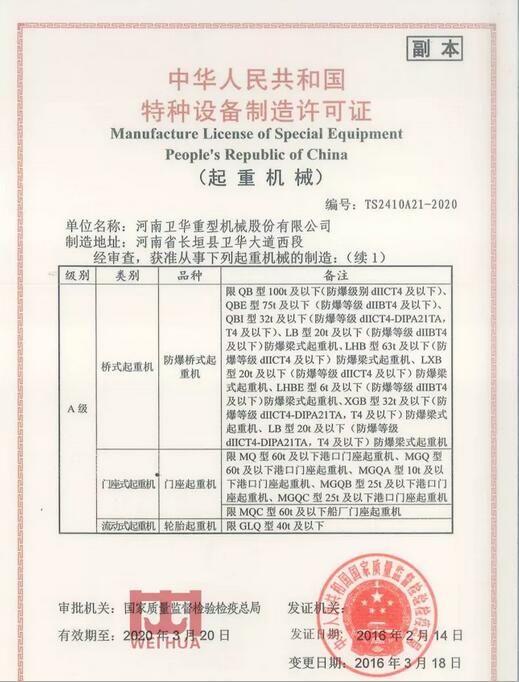 副本
中华人民共和国
特种设备制造许可证
Manufacture License of Special Equipment
People's Republic of China
(起重机械)
编号: TS2410A21-2020
单位名称: 河南卫华重型机械股份有限公司
制造地址: 河南省长垣县卫华大道西段
经审查, 获准从事下列起重机械的制造: (续 1)
级别 类别 品种 备注
A 级
桥式起重机
防爆桥式起
重机
限 QB 型 100t 及以下(防爆级别 dIICT4 及以下)、
QBE 型 75t 及以下 (防爆等级 dIIBT4 及以下)、
QBI 型 32t 及以下(防爆等级 dIICT4-DIPA21TA,
T4 及以下)、LB 型 20t 及以下 (防爆等级 dIIBT4
及以下)防爆梁式起重机、LHB 型 63t 及以下(防
爆等级 dIICT4 及以下) 防爆梁式起重机、LXB
型 20t 及以下 (防爆等级 dIICT4 及以下)防爆梁
式起重机、LHBE 型 6t 及以下 (防爆等级 dIIBT4
及以下)防爆梁式起重机、XGB 型 32t 及以下(防
爆等级 dIICT4-DIPA21TA, T4 及以下)防爆梁式
起重机、LB 型 20t 及以下 (防爆等级
dIICT4-DIPA21TA, T4 及以下) 防爆梁式起重机
门座式起重机
门座起重机
限 MQ 型 60t 及以下港口门座起重机、MGQ 型
60t 及以下港口门座起重机、MGQA 型 10t 及以
下港口门座起重机、MGQB 型 25t 及以下港口门
座起重机、MGQC 型 25t 及以下港口门座起重机
限 MQC 型 60t 及以下船厂门座起重机
流动式起重机 轮胎起重机 限 GLQ 型 40t 及以下
审批机关: 国家质量监督检验检疫总局
发证机关:
有效期至: 2020 年 3 月 20 日
发证日期: 2016 年 2 月 14 日
变更日期: 2016 年 3 月 18 日
WEI HUA
中华人民共和国国家质量监督检验检疫总局